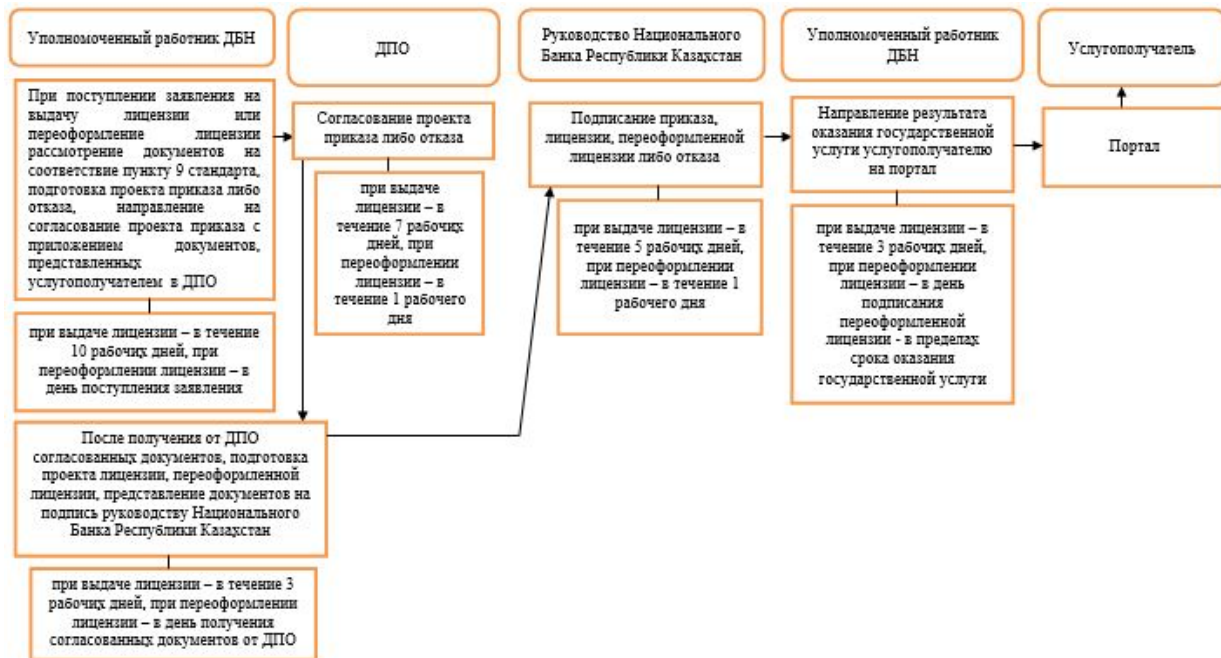 Уполномоченный работник ДБН
ДПО
Руководство Национального
Банка Республики Казахстан
Уполномоченный работник
ДБН
Услугополучатель
При поступлении заявления на
выдачу лицензии или
переоформление лицензии
рассмотрение документов на
соответствие пункту 9 стандарта,
подготовка проекта приказа либо
отказа, направление на
согласование проекта приказа с
приложением документов,
представленных
услугополучателем в ДПО
Согласование проекта
приказа либо отказа
Подписание приказа,
лицензии, переоформленной
лицензии либо отказа
Направление результата
оказания государственной
услуги услугополучателю
на портал
Портал
при выдаче
лицензии – в
течение 7 рабочих
дней, при
переоформлении
лицензии – в
течение 1 рабочего
дня
при выдаче лицензии – в
течение 5 рабочих дней,
при переоформлении
лицензии – в течение 1
рабочего дня
при выдаче лицензии – в
течение 3 рабочих дней,
при переоформлении
лицензии – в день
подписания
переоформленной
лицензии - в пределах
срока оказания
государственной услуги
при выдаче лицензии – в течение
10 рабочих дней, при
переоформлении лицензии – в
день поступления заявления
После получения от ДПО
согласованных документов, подготовка
проекта лицензии, переоформленной
лицензии, представление документов на
подпись руководству Национального
Банка Республики Казахстан
при выдаче лицензии – в течение 3
рабочих дней, при переоформлении
лицензии – в день получения
согласованных документов от ДПО